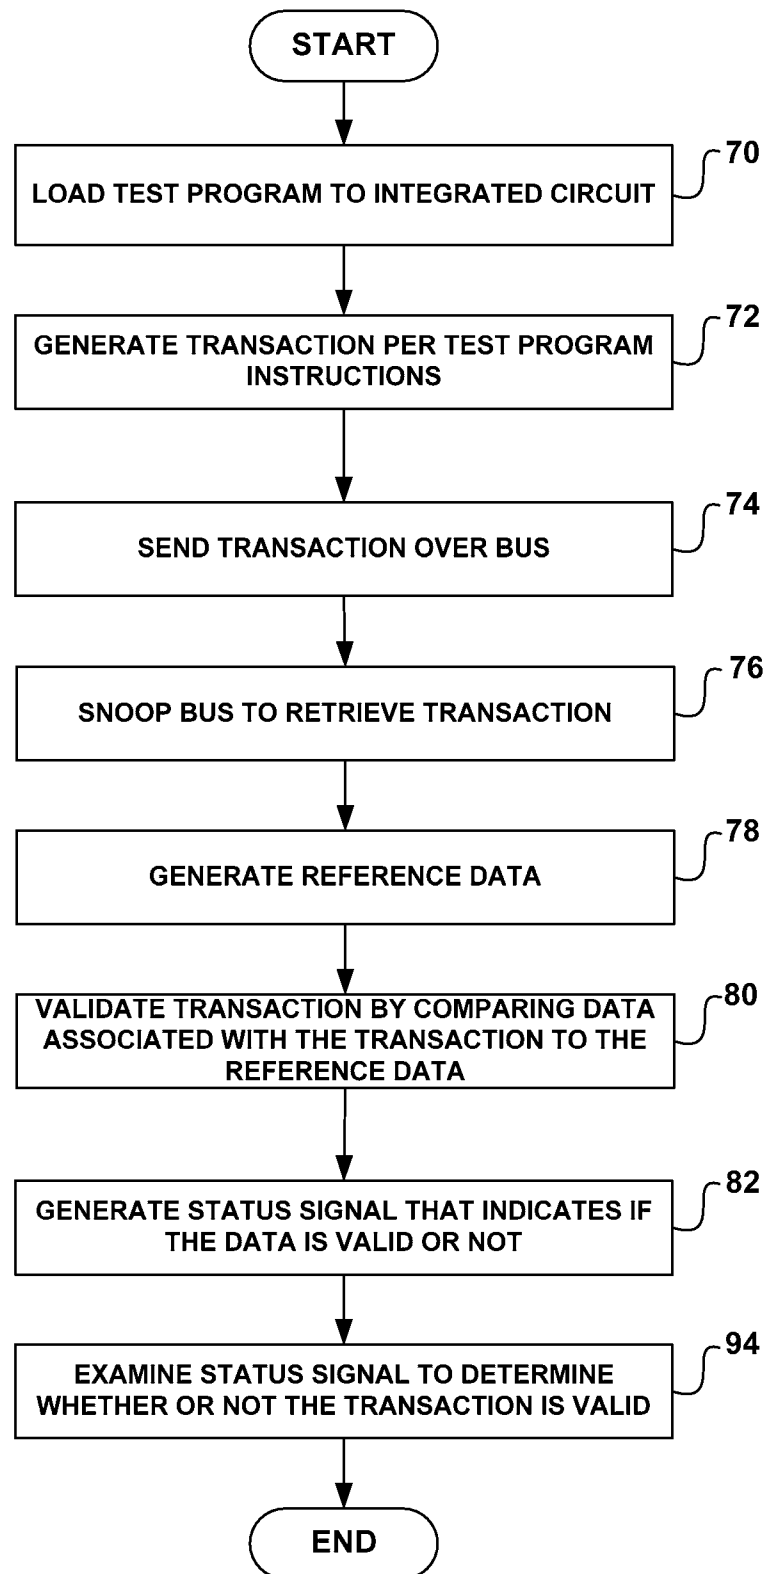 START
70
LOAD TEST PROGRAM TO INTEGRATED CIRCUIT
72
GENERATE TRANSACTION PER TEST PROGRAM
INSTRUCTIONS
74
SEND TRANSACTION OVER BUS
76
SNOOP BUS TO RETRIEVE TRANSACTION
78
GENERATE REFERENCE DATA
80
VALIDATE TRANSACTION BY COMPARING DATA
ASSOCIATED WITH THE TRANSACTION TO THE
REFERENCE DATA
82
GENERATE STATUS SIGNAL THAT INDICATES IF
THE DATA IS VALID OR NOT
94
EXAMINE STATUS SIGNAL TO DETERMINE
WHETHER OR NOT THE TRANSACTION IS VALID
END